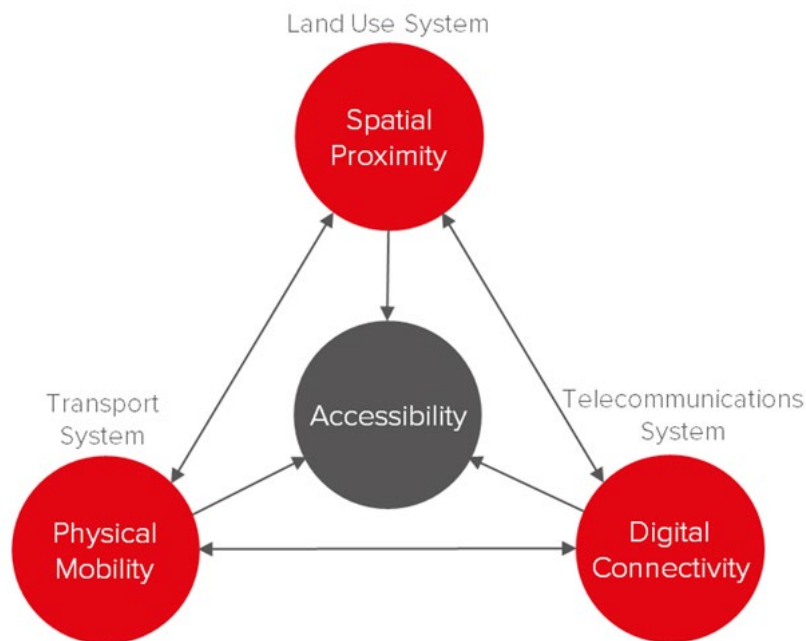 Land Use System
Spatial
Proximity
Accessibility
Transport
System
Telecommunications
System
Physical
Mobility
Digital
Connectivity